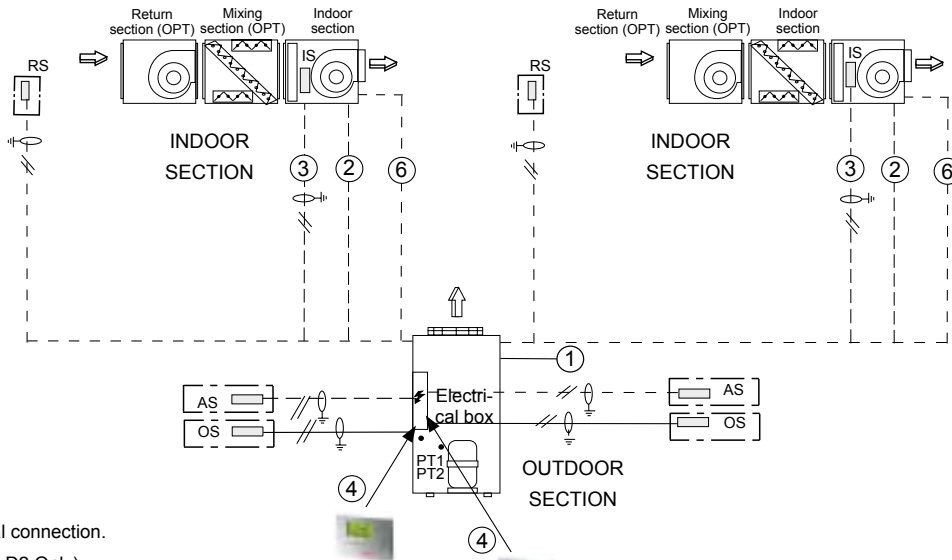 Return section (OPT)
Mixing section (OPT)
Indoor section
Return section (OPT)
Mixing section (OPT)
Indoor section
RS
IS
RS
IS
INDOOR
SECTION
INDOOR
SECTION
3
2
6
3
2
6
1
AS
OS
Electri-
cal box
AS
OS
PT1
PT2
OUTDOOR
SECTION
4
4
l connection.
D2 Only)